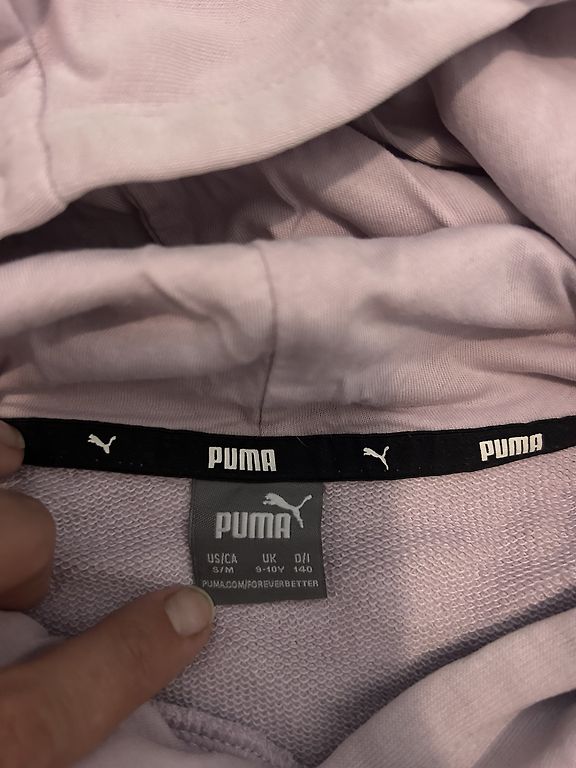 PUMA PUMA
PUMA
US/CA UK D/I
S/M 9-10Y 140
PUMA.COM/FOREVERBETTER